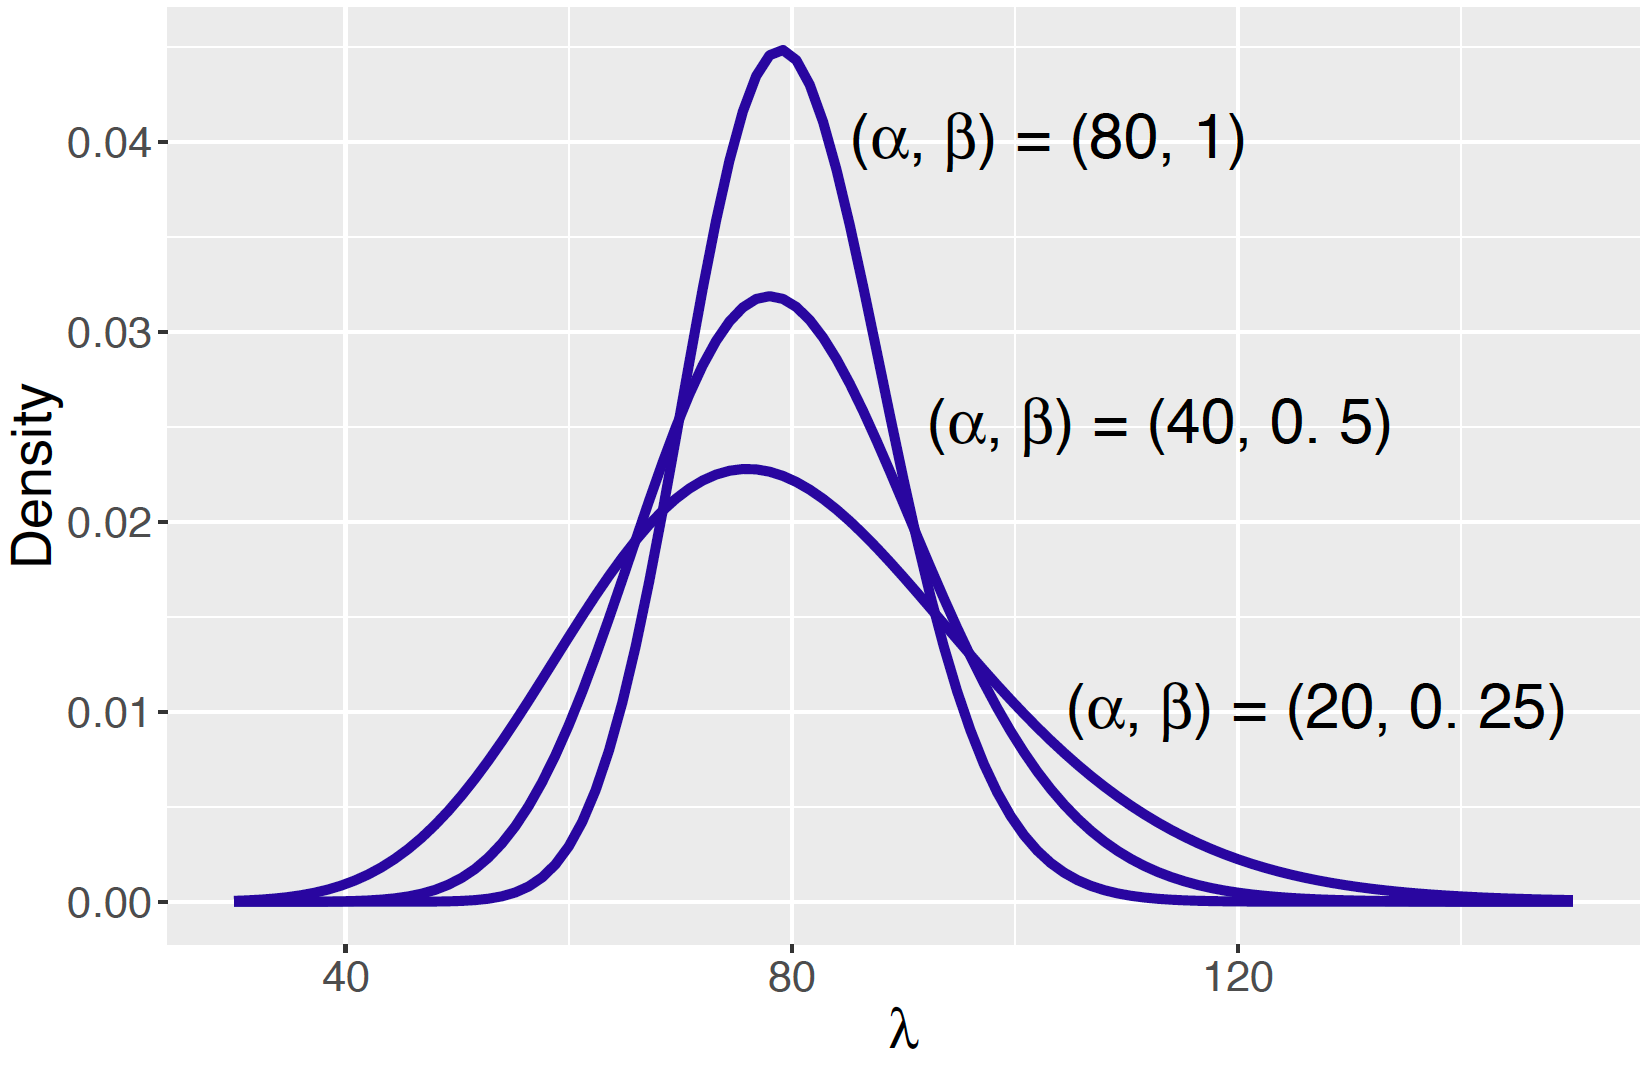 0.04
(α, β) = (80, 1)
0.03
(α, β) = (40, 0. 5)
Density
0.02
0.01
(α, β) = (20, 0. 25)
0.00
40 80 120
λ